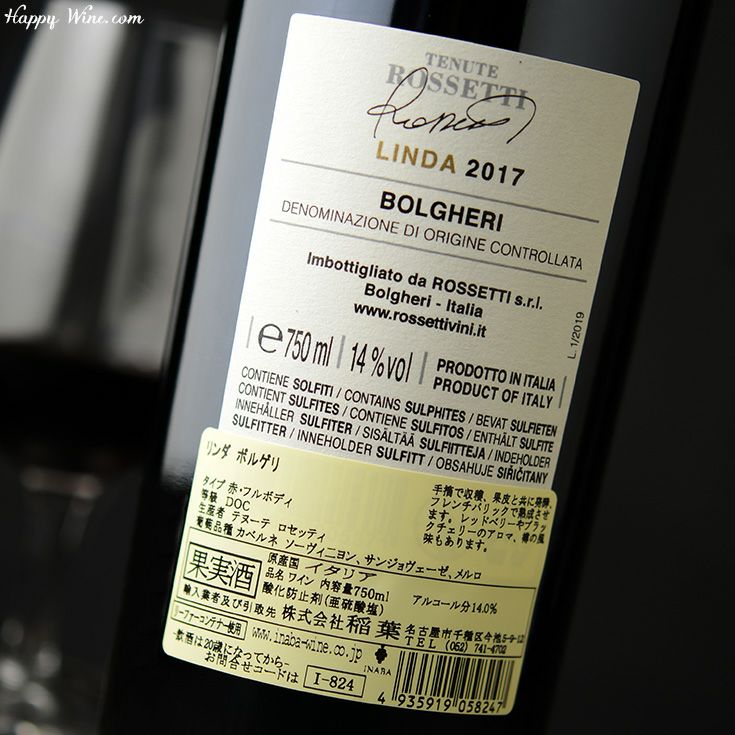 Happy Wine.com
TENUTE
ROSSETTI
LINDA 2017
BOLGHERI
DENOMINAZIONE DI ORIGINE CONTROLLATA
Imbottigliato da ROSSETTI s.r.l.
Bolgheri - Italia
www.rossettivini.it
L.1/2019
e 750 ml | 14%vol | PRODOTTO IN ITALIA
PRODUCT OF ITALY
CONTIENE SOLFITI / CONTAINS SULPHITES / BEVAT SULFIETEN
CONTIENT SULFITES / CONTIENE SULFITOS / ENTHÄLT SULFITE
INNEHÅLLER SULFITER / SISÄLTÄÄ SULFIITTEJA / INDEHOLDER
SULFITTER / INNEHOLDER SULFITT / OBSAHUJE SIŘIČITANY
リンダ ボルゲリ
タイプ 赤・フルボディ
等級 DOC
生産者 テヌーテ ロセッティ
葡萄品種 カベルネ ソーヴィニヨン、サンジョヴェーゼ、メルロ
手摘で収穫、果皮と共に発酵、
フレンチバリックで熟成させ
ます。レッドベリーやブラッ
クチェリーのアロマ、樽の風
味もあります。
果実酒
原産国 イタリア
品名 ワイン 内容量750ml
酸化防止剤(亜硫酸塩)
アルコール分14.0%
輸入業者及び引取先 株式会社 稲葉
名古屋市千種区今池5-9-12
TEL (052) 741-4702
リーファーコンテナー使用
www.inaba-wine.co.jp
INABA
-飲酒は20歳になってから-
お問合せコードは I-824
4 935919 058247